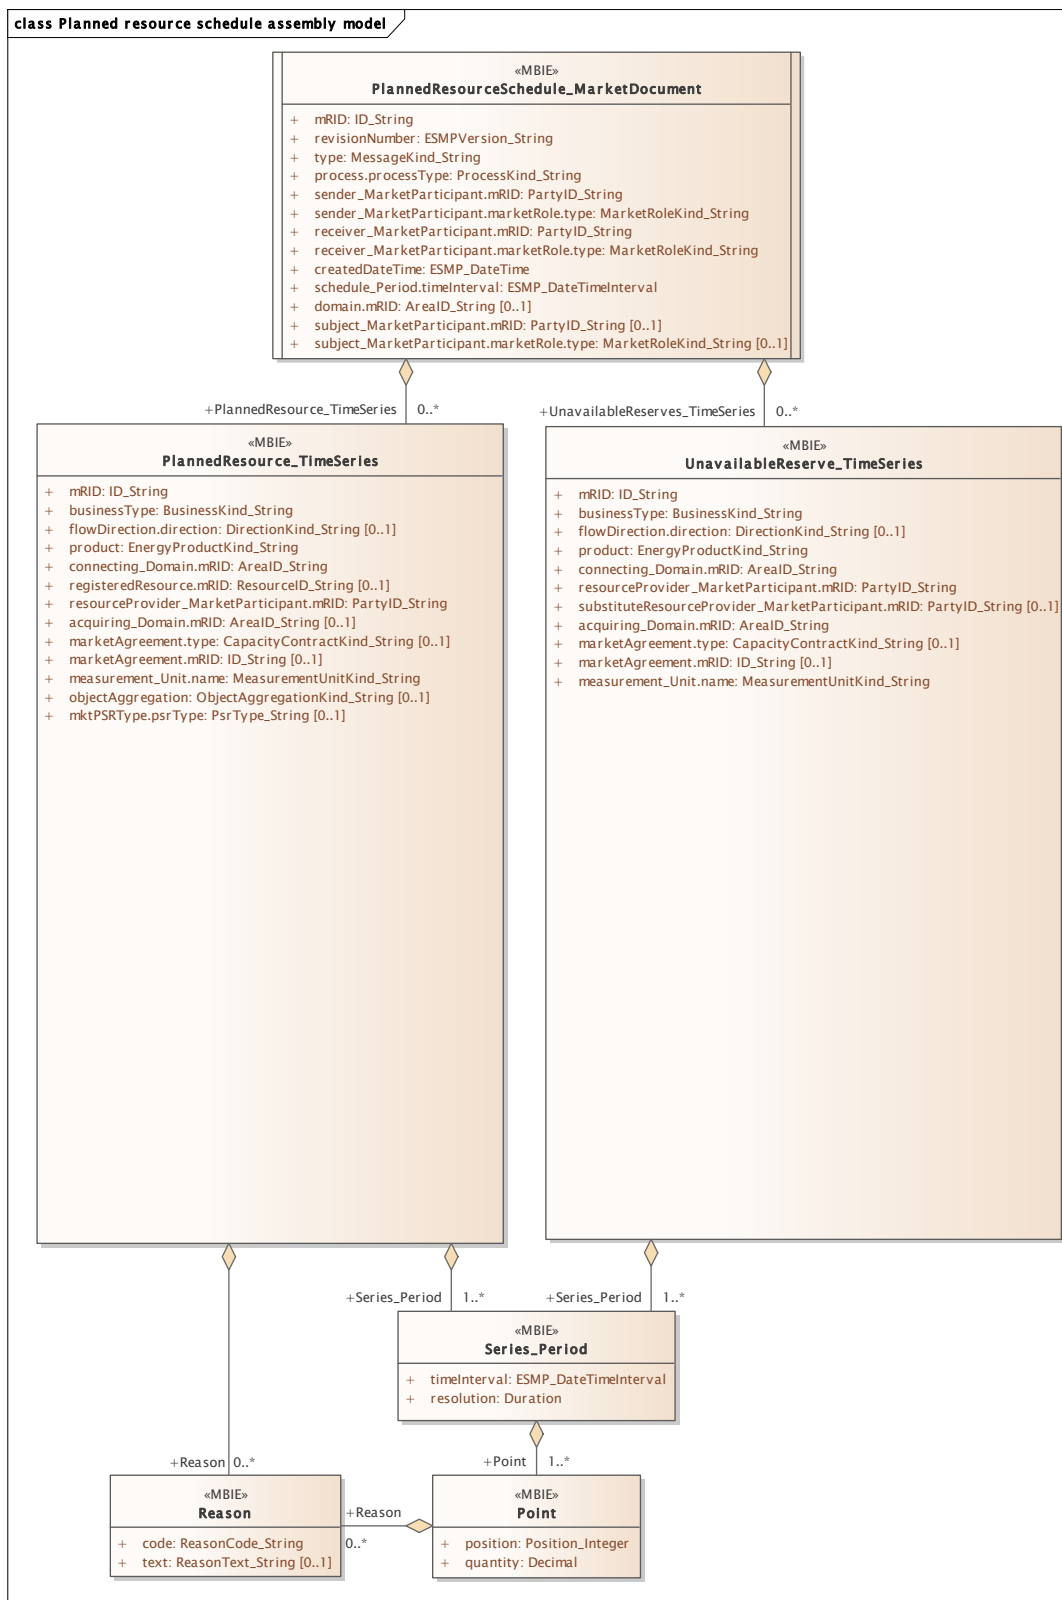 class Planned resource schedule assembly model
«MBIE»
PlannedResourceSchedule_MarketDocument
+ mRID: ID_String
+ revisionNumber: ESMPVersion_String
+ type: MessageKind_String
+ process.processType: ProcessKind_String
+ sender_MarketParticipant.mRID: PartyID_String
+ sender_MarketParticipant.marketRole.type: MarketRoleKind_String
+ receiver_MarketParticipant.mRID: PartyID_String
+ receiver_MarketParticipant.marketRole.type: MarketRoleKind_String
+ createdDateTime: ESMP_DateTime
+ schedule_Period.timeInterval: ESMP_DateTimeInterval
+ domain.mRID: AreaID_String [0..1]
+ subject_MarketParticipant.mRID: PartyID_String [0..1]
+ subject_MarketParticipant.marketRole.type: MarketRoleKind_String [0..1]
+PlannedResource_TimeSeries 0..*
+UnavailableReserves_TimeSeries 0..*
«MBIE»
PlannedResource_TimeSeries
+ mRID: ID_String
+ businessType: BusinessKind_String
+ flowDirection.direction: DirectionKind_String [0..1]
+ product: EnergyProductKind_String
+ connecting_Domain.mRID: AreaID_String
+ registeredResource.mRID: ResourceID_String [0..1]
+ resourceProvider_MarketParticipant.mRID: PartyID_String
+ acquiring_Domain.mRID: AreaID_String [0..1]
+ marketAgreement.type: CapacityContractKind_String [0..1]
+ marketAgreement.mRID: ID_String [0..1]
+ measurement_Unit.name: MeasurementUnitKind_String
+ objectAggregation: ObjectAggregationKind_String [0..1]
+ mktPSRType.psrType: PsrType_String [0..1]
«MBIE»
UnavailableReserve_TimeSeries
+ mRID: ID_String
+ businessType: BusinessKind_String
+ flowDirection.direction: DirectionKind_String [0..1]
+ product: EnergyProductKind_String
+ connecting_Domain.mRID: AreaID_String
+ resourceProvider_MarketParticipant.mRID: PartyID_String
+ substituteResourceProvider_MarketParticipant.mRID: PartyID_String [0..1]
+ acquiring_Domain.mRID: AreaID_String
+ marketAgreement.type: CapacityContractKind_String [0..1]
+ marketAgreement.mRID: ID_String [0..1]
+ measurement_Unit.name: MeasurementUnitKind_String
+Series_Period 1..*
+Series_Period 1..*
«MBIE»
Series_Period
+ timeInterval: ESMP_DateTimeInterval
+ resolution: Duration
+Reason 0..*
+Point 1..*
«MBIE»
Reason
+ code: ReasonCode_String
+ text: ReasonText_String [0..1]
+Reason
0..*
«MBIE»
Point
+ position: Position_Integer
+ quantity: Decimal